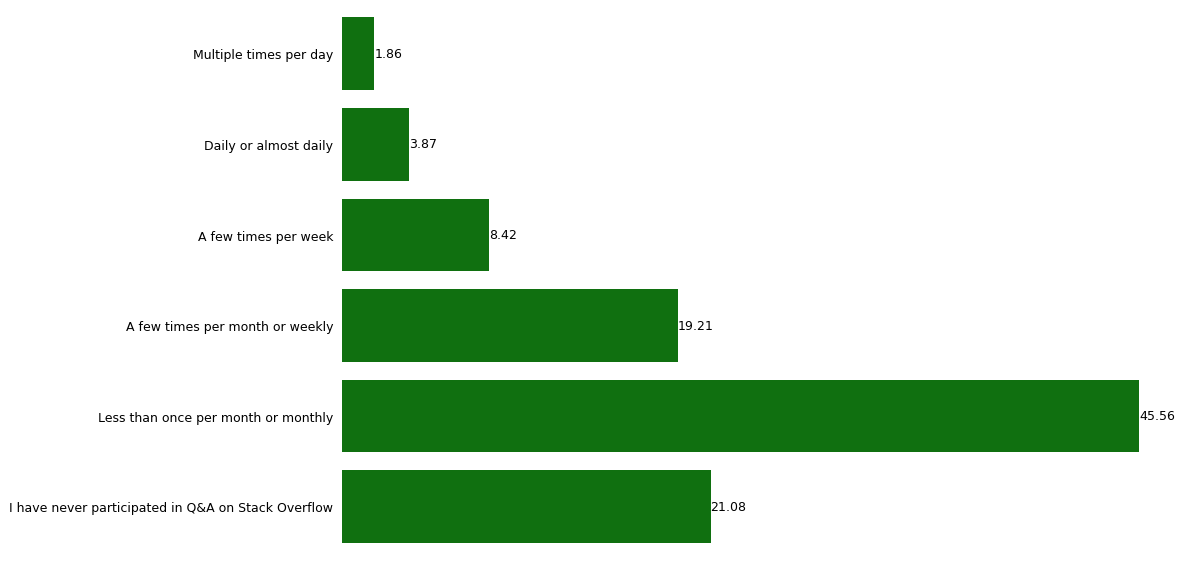 Multiple times per day 1.86
Daily or almost daily 3.87
A few times per week 8.42
A few times per month or weekly 19.21
Less than once per month or monthly 45.56
I have never participated in Q&A on Stack Overflow 21.08